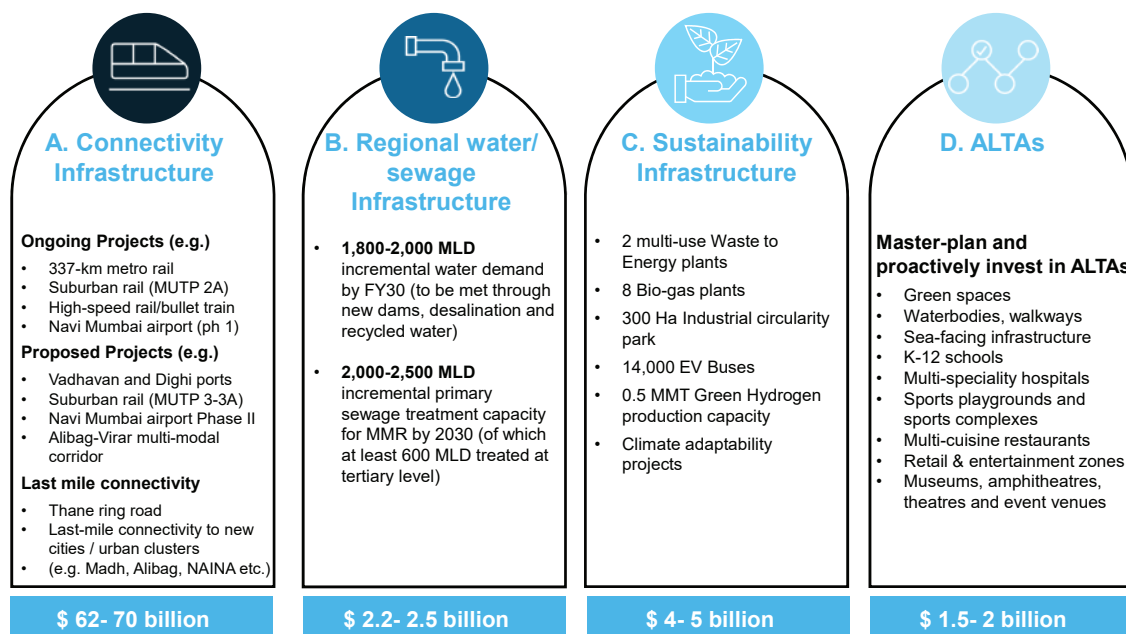 A. Connectivity
Infrastructure
Ongoing Projects (e.g.)
• 337-km metro rail
• Suburban rail (MUTP 2A)
• High-speed rail/bullet train
• Navi Mumbai airport (ph 1)
Proposed Projects (e.g.)
• Vadhavan and Dighi ports
• Suburban rail (MUTP 3-3A)
• Navi Mumbai airport Phase II
• Alibag-Virar multi-modal
corridor
Last mile connectivity
• Thane ring road
• Last-mile connectivity to new
cities / urban clusters
• (e.g. Madh, Alibag, NAINA etc.)
$ 62- 70 billion
B. Regional water/
sewage
Infrastructure
• 1,800-2,000 MLD
incremental water demand
by FY30 (to be met through
new dams, desalination and
recycled water)
• 2,000-2,500 MLD
incremental primary
sewage treatment capacity
for MMR by 2030 (of which
at least 600 MLD treated at
tertiary level)
$ 2.2- 2.5 billion
C. Sustainability
Infrastructure
• 2 multi-use Waste to
Energy plants
• 8 Bio-gas plants
• 300 Ha Industrial circularity
park
• 14,000 EV Buses
• 0.5 MMT Green Hydrogen
production capacity
• Climate adaptability
projects
$ 4- 5 billion
D. ALTAs
Master-plan and
proactively invest in ALTAs
• Green spaces
• Waterbodies, walkways
• Sea-facing infrastructure
• K-12 schools
• Multi-speciality hospitals
• Sports playgrounds and
sports complexes
• Multi-cuisine restaurants
• Retail & entertainment zones
• Museums, amphitheatres,
theatres and event venues
$ 1.5- 2 billion